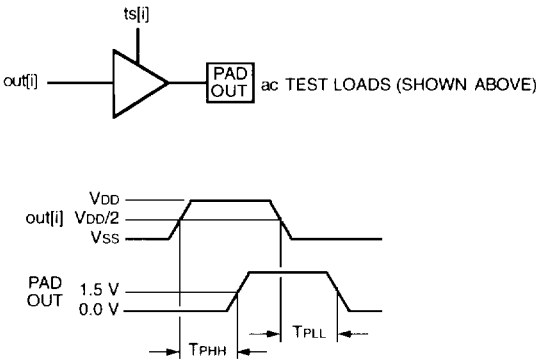 ts[i]
out[i]
PAD
OUT
ac TEST LOADS (SHOWN ABOVE)
VDD
out[i] VDD/2
VSS
PAD
OUT
1.5 V
0.0 V
TPLL
TPHH